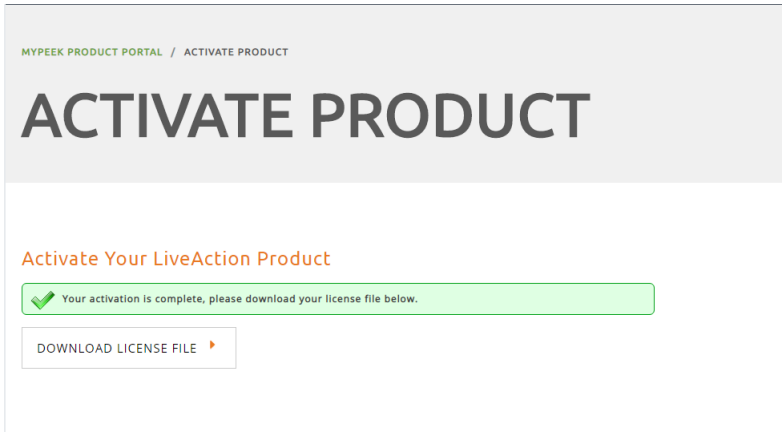 MYPEEK PRODUCT PORTAL / ACTIVATE PRODUCT
ACTIVATE PRODUCT
Activate Your LiveAction Product
Your activation is complete, please download your license file below.
DOWNLOAD LICENSE FILE